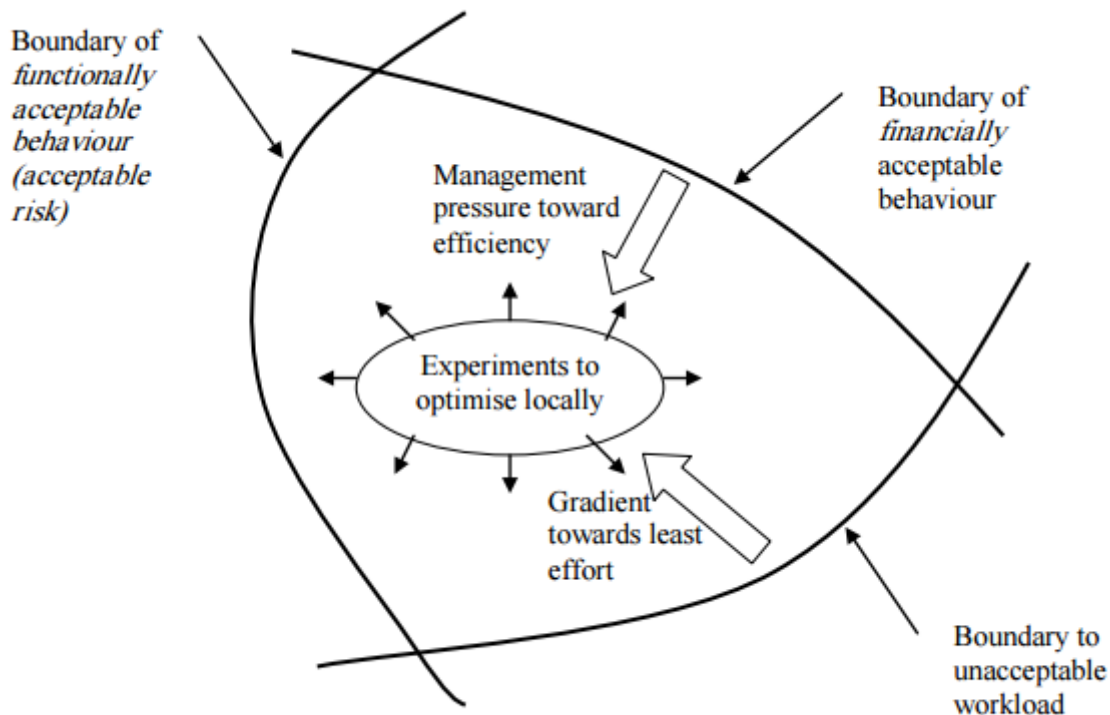 Boundary of
functionally
acceptable
behaviour
(acceptable
risk)
Boundary of
financially
acceptable
behaviour
Management
pressure toward
efficiency
Experiments to
optimise locally
Gradient
towards least
effort
Boundary to
unacceptable
workload